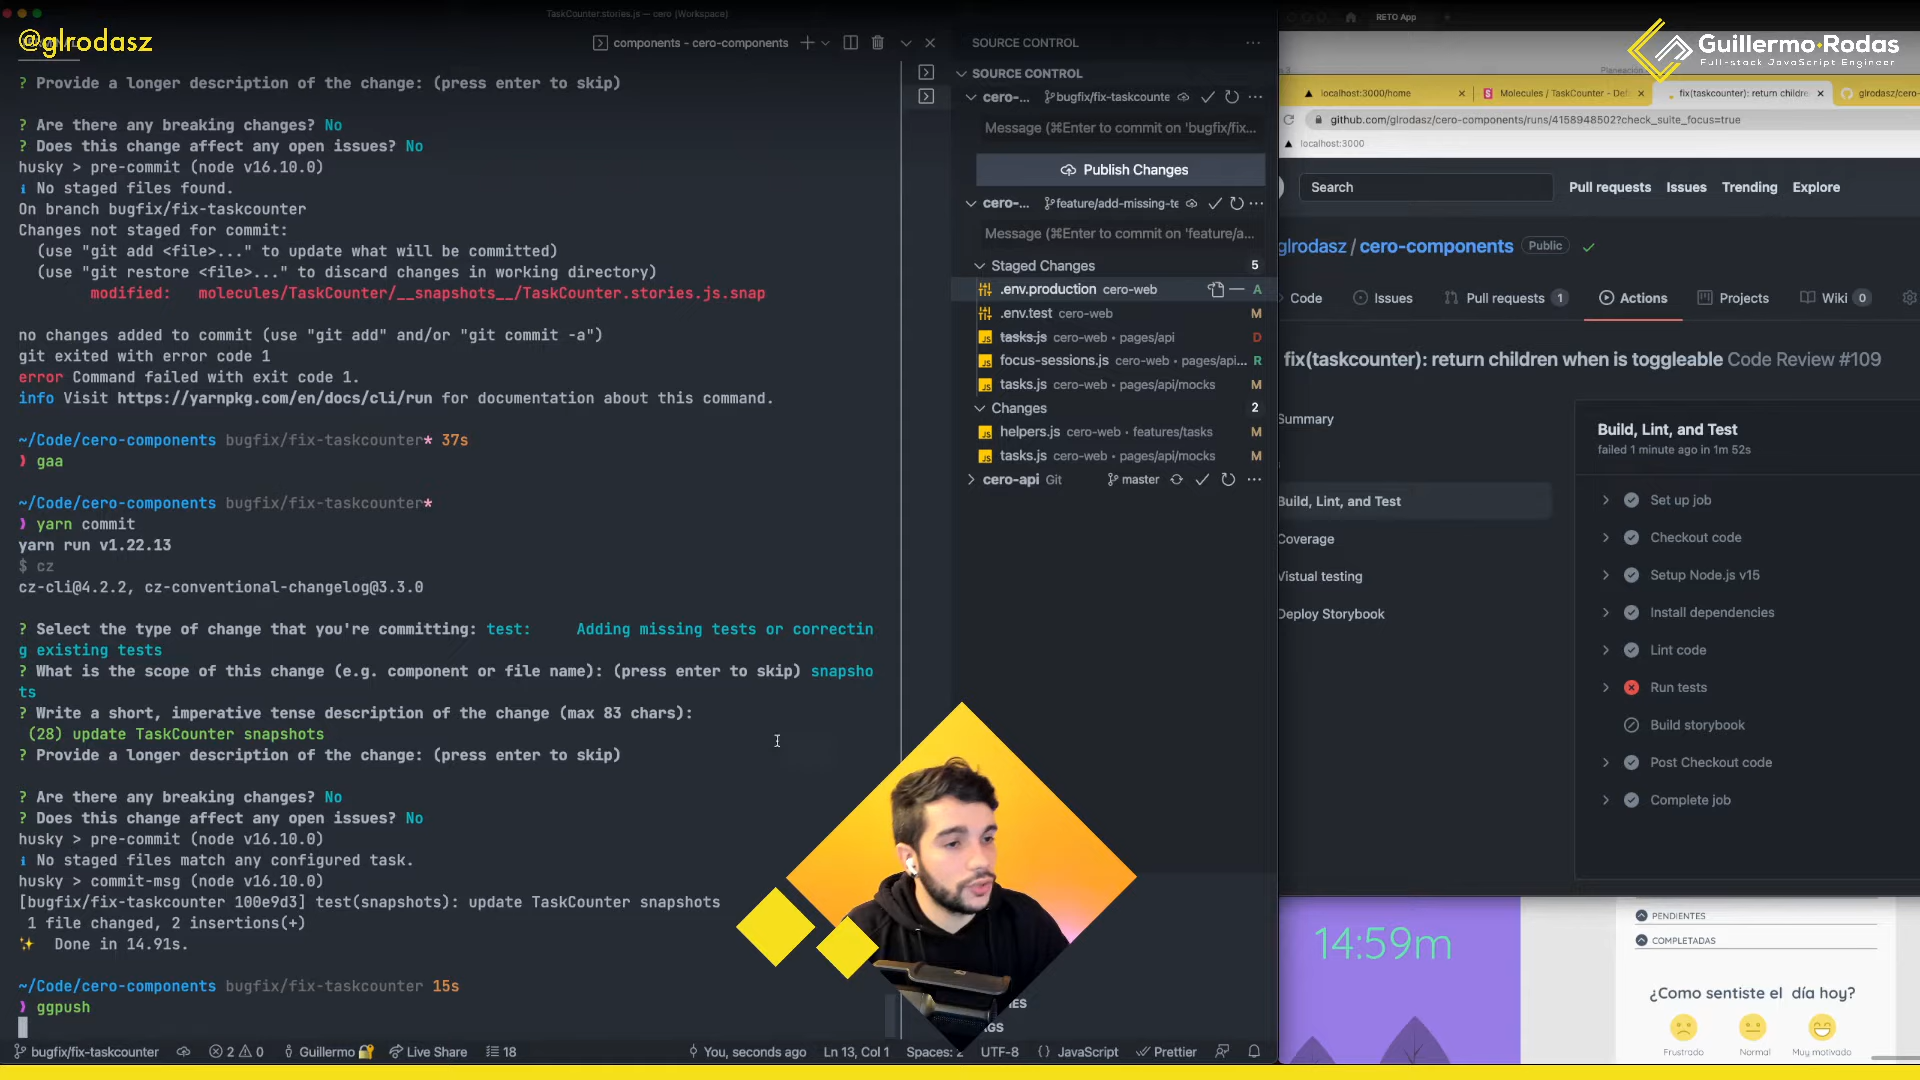 TaskCounter.stories.js — cero (Workspace)
@glrodasz
components - cero-components
? Provide a longer description of the change: (press enter to skip)
? Are there any breaking changes? No
? Does this change affect any open issues? No
husky > pre-commit (node v16.10.0)
ℹ No staged files found.
On branch bugfix/fix-taskcounter
Changes not staged for commit:
(use "git add <file>..." to update what will be committed)
(use "git restore <file>..." to discard changes in working directory)
modified:   molecules/TaskCounter/__snapshots__/TaskCounter.stories.js.snap
no changes added to commit (use "git add" and/or "git commit -a")
git exited with error code 1
error Command failed with exit code 1.
info Visit https://yarnpkg.com/en/docs/cli/run for documentation about this command.
~/Code/cero-components bugfix/fix-taskcounter* 37s
❯ gaa
~/Code/cero-components bugfix/fix-taskcounter*
❯ yarn commit
yarn run v1.22.13
$ cz
cz-cli@4.2.2, cz-conventional-changelog@3.3.0
? Select the type of change that you're committing: test:     Adding missing tests or correctin
g existing tests
? What is the scope of this change (e.g. component or file name): (press enter to skip) snapsho
ts
? Write a short, imperative tense description of the change (max 83 chars):
(28) update TaskCounter snapshots
? Provide a longer description of the change: (press enter to skip)
? Are there any breaking changes? No
? Does this change affect any open issues? No
husky > pre-commit (node v16.10.0)
ℹ No staged files match any configured task.
husky > commit-msg (node v16.10.0)
[bugfix/fix-taskcounter 100e9d3] test(snapshots): update TaskCounter snapshots
1 file changed, 2 insertions(+)
✨ Done in 14.91s.
~/Code/cero-components bugfix/fix-taskcounter 15s
❯ ggpush
bugfix/fix-taskcounter
2 0
Guillermo
Live Share
18
You, seconds ago
Ln 13, Col 1
Spaces: 2
UTF-8
JavaScript
Prettier
SOURCE CONTROL
SOURCE CONTROL
cero-... bugfix/fix-taskcounte
Message (⌘Enter to commit on 'bugfix/fix...
Publish Changes
cero-... feature/add-missing-te
Message (⌘Enter to commit on 'feature/a...
Staged Changes 5
.env.production cero-web A
.env.test cero-web M
tasks.js cero-web • pages/api D
focus-sessions.js cero-web • pages/api... R
tasks.js cero-web • pages/api/mocks M
Changes 2
helpers.js cero-web • features/tasks M
tasks.js cero-web • pages/api/mocks M
cero-api Git master
RETO App
Guillermo Rodas
Full-stack JavaScript Engineer
localhost:3000/home
Molecules / TaskCounter - Def
fix(taskcounter): return childre
glrodasz/cero-
github.com/glrodasz/cero-components/runs/4158948502?check_suite_focus=true
localhost:3000
Search
Pull requests
Issues
Trending
Explore
glrodasz / cero-components Public
Code
Issues
Pull requests 1
Actions
Projects
Wiki 0
fix(taskcounter): return children when is toggleable Code Review #109
Summary
Build, Lint, and Test
Coverage
Vistual testing
Deploy Storybook
Build, Lint, and Test
failed 1 minute ago in 1m 52s
Set up job
Checkout code
Setup Node.js v15
Install dependencies
Lint code
Run tests
Build storybook
Post Checkout code
Complete job
14:59m
PENDIENTES
COMPLETADAS
¿Como sentiste el día hoy?
Frustrado
Normal
Muy motivado